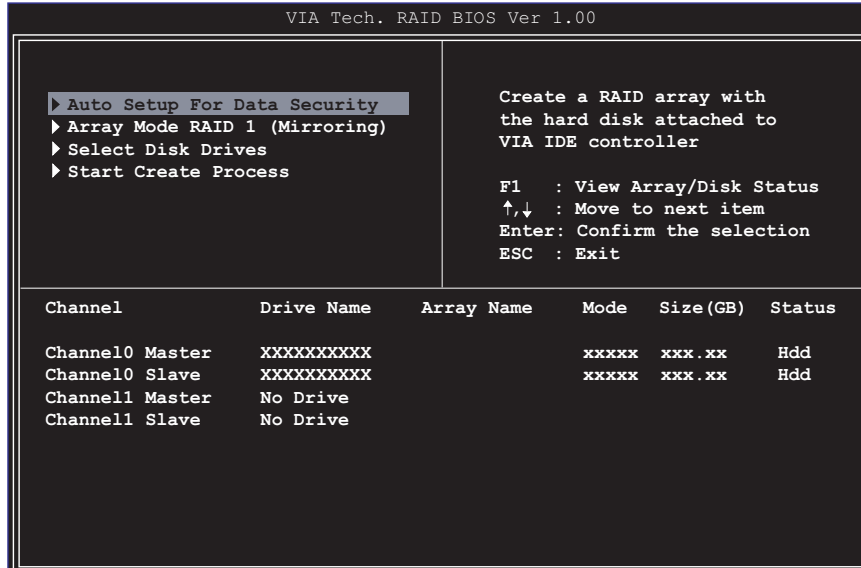 VIA Tech. RAID BIOS Ver 1.00
Auto Setup For Data Security
Array Mode RAID 1 (Mirroring)
Select Disk Drives
Start Create Process
Create a RAID array with
the hard disk attached to
VIA IDE controller
F1 : View Array/Disk Status
↑,↓ : Move to next item
Enter: Confirm the selection
ESC : Exit
Channel Drive Name Array Name Mode Size(GB) Status
Channel0 Master XXXXXXXXXX xxxxx xxx.xx Hdd
Channel0 Slave XXXXXXXXXX xxxxx xxx.xx Hdd
Channel1 Master No Drive
Channel1 Slave No Drive